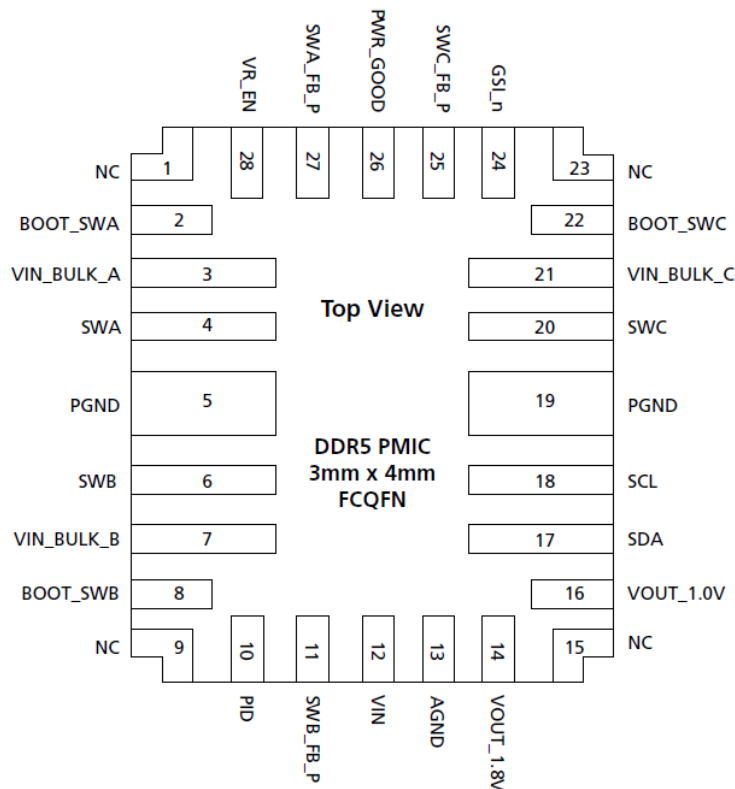 VR_EN
SWA_FB_P
PWR_GOOD
SWC_FB_P
GSI_n
28
27
26
25
24
NC 1
23 NC
BOOT_SWA 2
22 BOOT_SWC
VIN_BULK_A 3
21 VIN_BULK_C
Top View
SWA 4
20 SWC
PGND 5
19 PGND
DDR5 PMIC
3mm x 4mm
FCQFN
SWB 6
18 SCL
VIN_BULK_B 7
17 SDA
BOOT_SWB 8
16 VOUT_1.0V
NC 9
15 NC
10
11
12
13
14
PID
SWB_FB_P
VIN
AGND
VOUT_1.8V